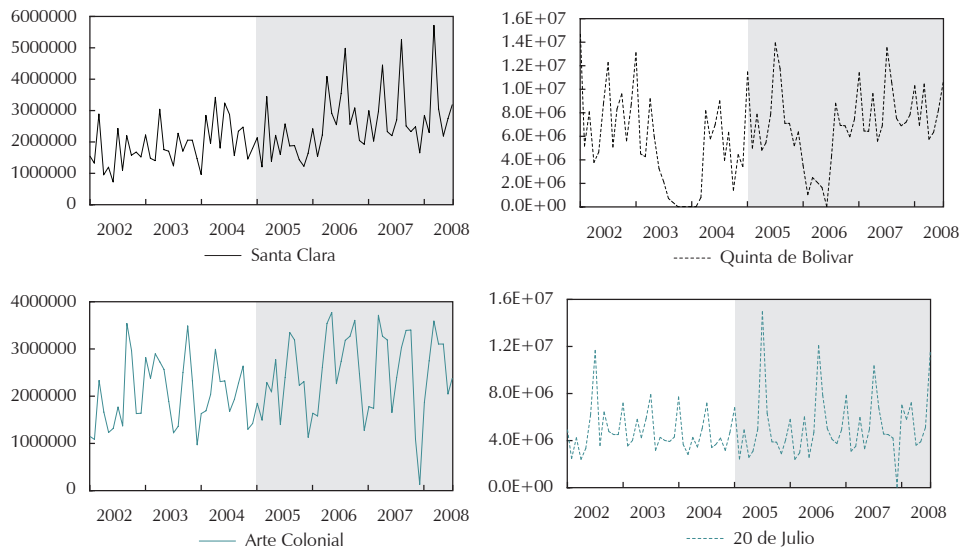 6000000
5000000
4000000
3000000
2000000
1000000
0
2002 2003 2004 2005 2006 2007 2008
Santa Clara
1.6E+07
1.4E+07
1.2E+07
1.0E+07
8.0E+06
6.0E+06
4.0E+06
2.0E+06
0.0E+00
2002 2003 2004 2005 2006 2007 2008
Quinta de Bolivar
4000000
3000000
2000000
1000000
0
2002 2003 2004 2005 2006 2007 2008
Arte Colonial
1.6E+07
1.2E+07
8.0E+06
4.0E+06
0.0E+00
2002 2003 2004 2005 2006 2007 2008
20 de Julio